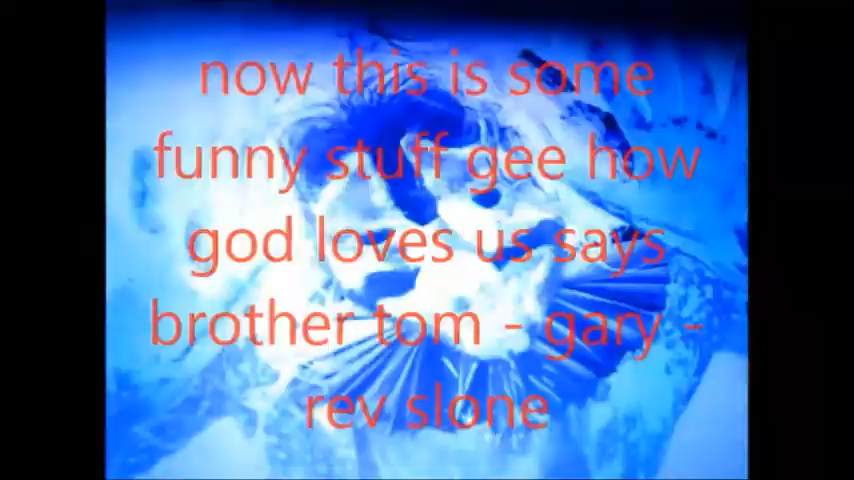 now this is some
funny stuff gee how
god loves us says
brother tom - gary -
rev slone